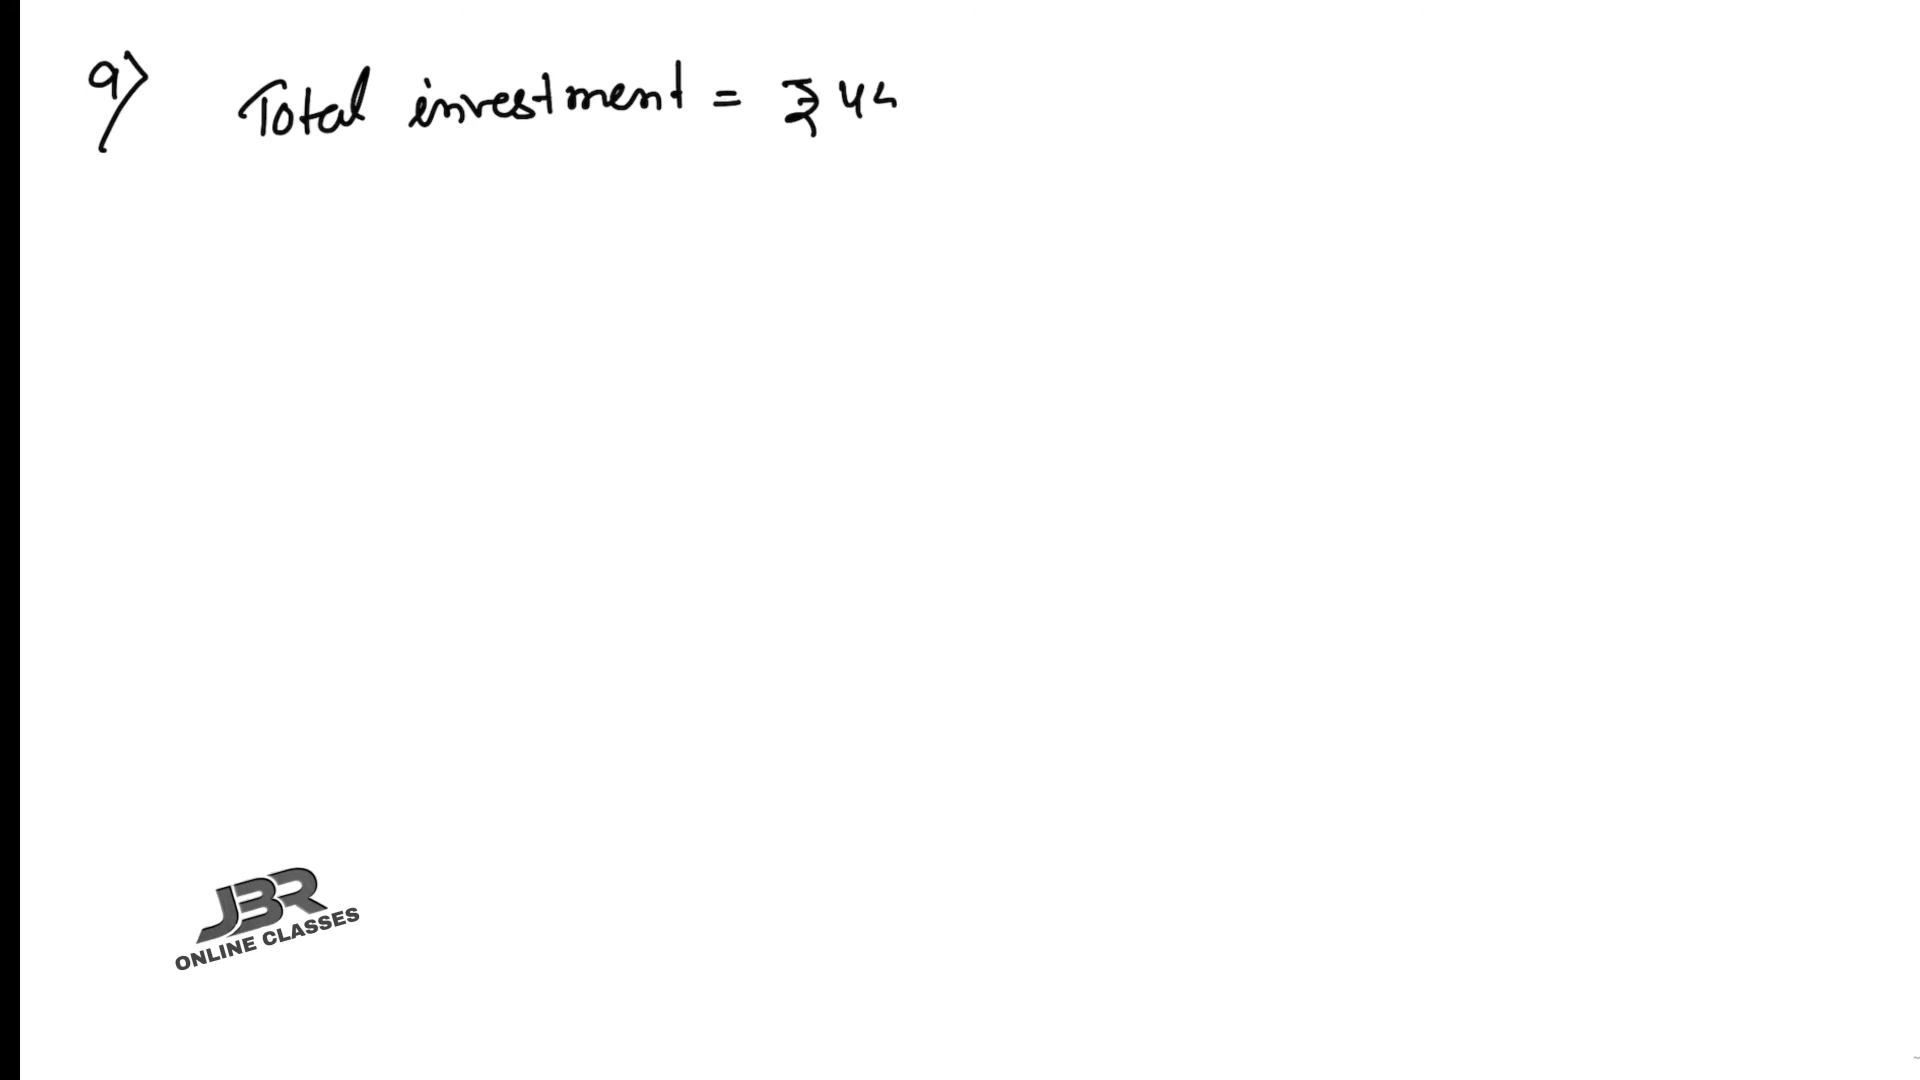 9) Total investment = ₹ 44
JBR
ONLINE CLASSES